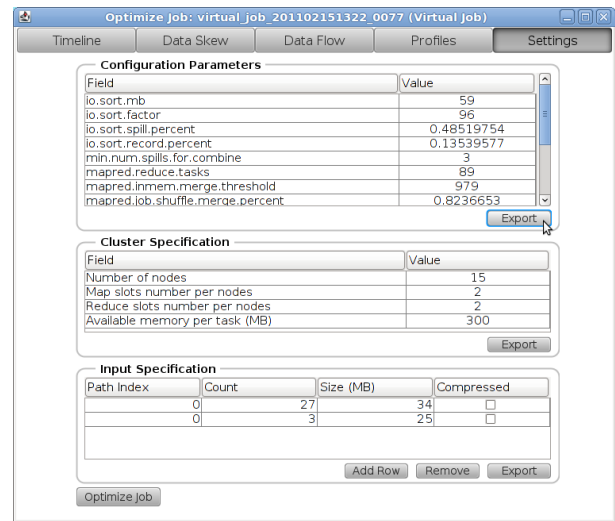 Optimize Job: virtual_job_201102151322_0077 (Virtual Job)
Timeline Data Skew Data Flow Profiles Settings
Configuration Parameters
Field Value
io.sort.mb 59
io.sort.factor 96
io.sort.spill.percent 0.48519754
io.sort.record.percent 0.13539577
min.num.spills.for.combine 3
mapred.reduce.tasks 89
mapred.inmem.merge.threshold 979
mapred.job.shuffle.merge.percent 0.8236653
Export
Cluster Specification
Field Value
Number of nodes 15
Map slots number per nodes 2
Reduce slots number per nodes 2
Available memory per task (MB) 300
Export
Input Specification
Path Index Count Size (MB) Compressed
0 27 34
0 3 25
Add Row Remove Export
Optimize Job